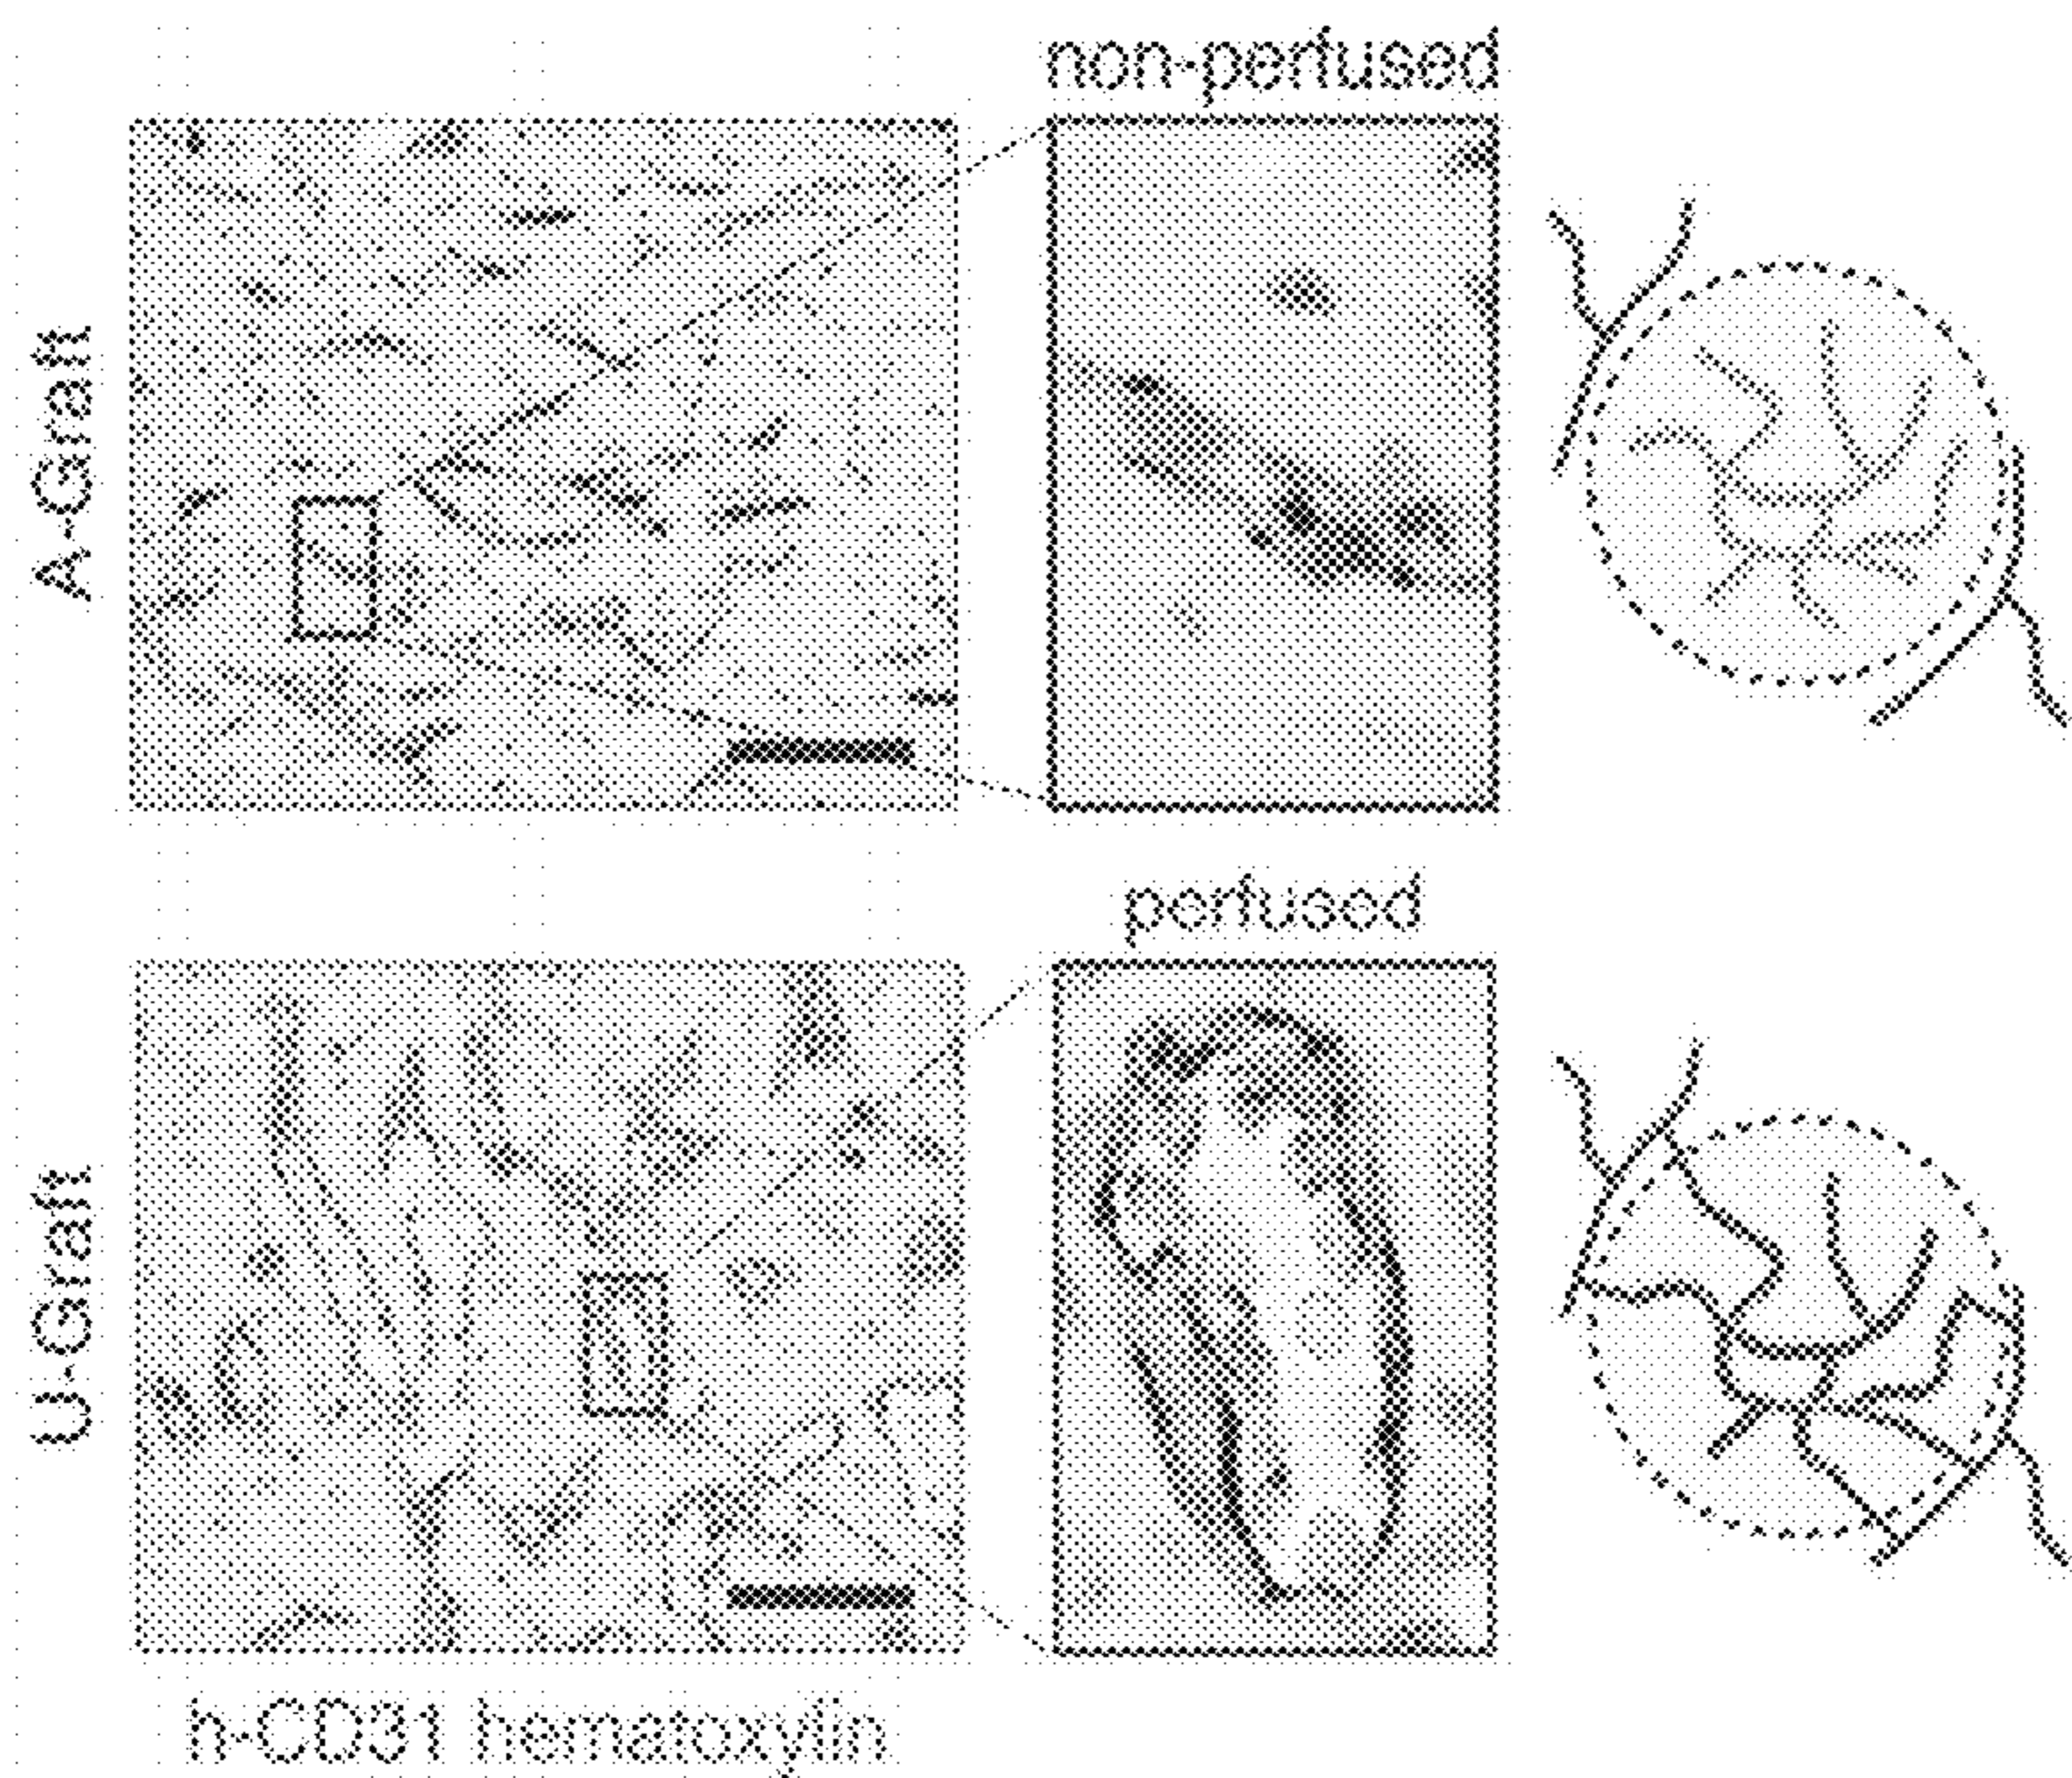 non-perfused
A-Graft
perfused
U-Graft
h-CD31 hematoxylin